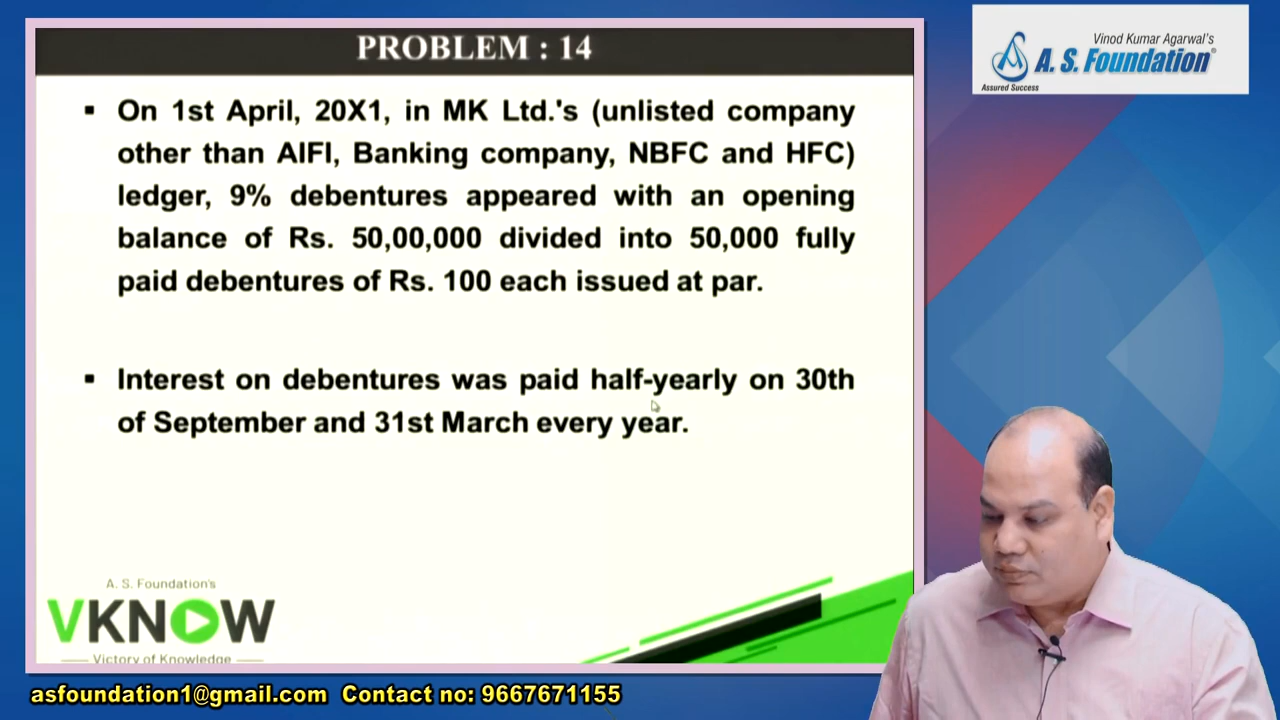 PROBLEM : 14
Vinod Kumar Agarwal's
A. S. Foundation®
Assured Success
▪ On 1st April, 20X1, in MK Ltd.'s (unlisted company
other than AIFI, Banking company, NBFC and HFC)
ledger, 9% debentures appeared with an opening
balance of Rs. 50,00,000 divided into 50,000 fully
paid debentures of Rs. 100 each issued at par.
▪ Interest on debentures was paid half-yearly on 30th
of September and 31st March every year.
A. S. Foundation's
VKNOW
Victory of Knowledge
asfoundation1@gmail.com Contact no: 9667671155